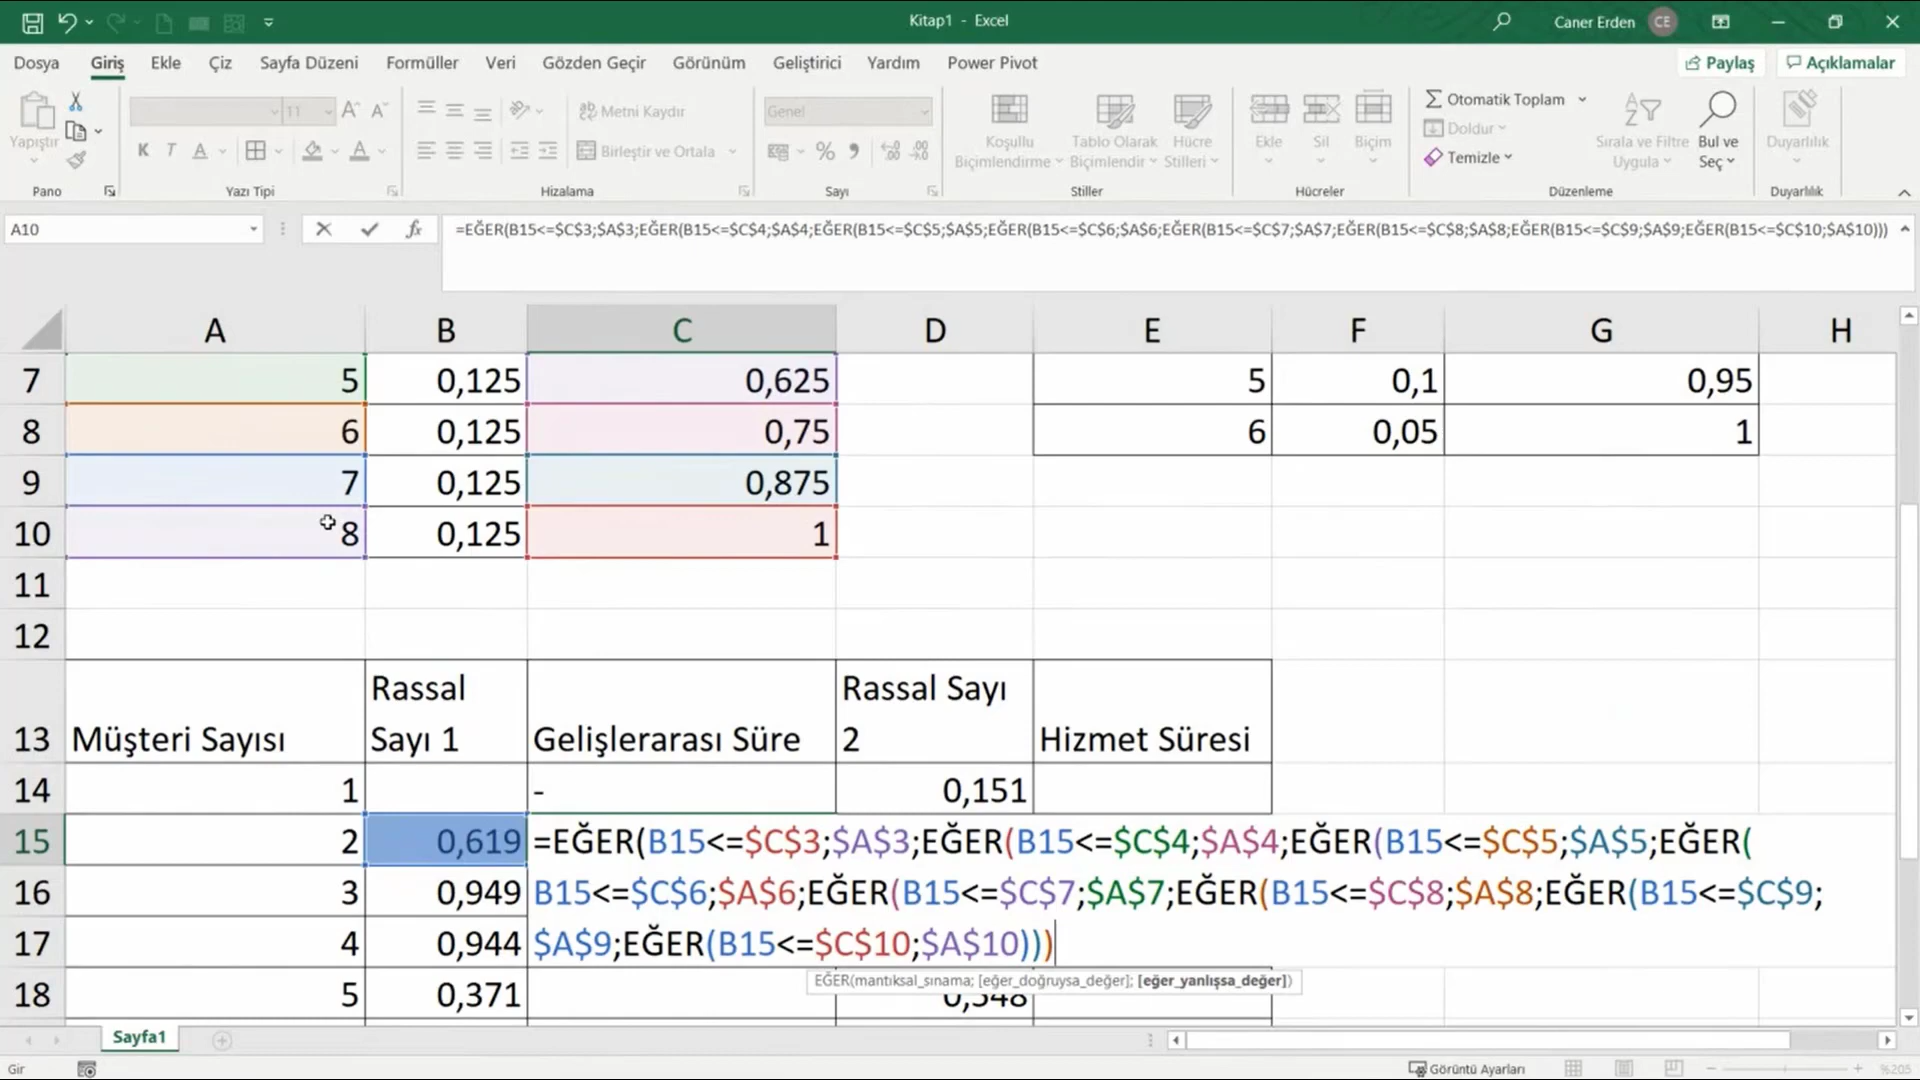 Kitap1 - Excel
Caner Erden CE
Dosya Giriş Ekle Çiz Sayfa Düzeni Formüller Veri Gözden Geçir Görünüm Geliştirici Yardım Power Pivot Paylaş Açıklamalar
Yapıştır
Pano
11
K T A
Yazı Tipi
Metni Kaydır
Birleştir ve Ortala
Hizalama
Genel
Sayı
Koşullu Biçimlendirme
Tablo Olarak Biçimlendir
Hücre Stilleri
Stiller
Ekle Sil Biçim
Hücreler
Otomatik Toplam
Doldur
Temizle
Sırala ve Filtre Uygula
Bul ve Seç
Düzenleme
Duyarlılık
Duyarlılık
A10
=EĞER(B15<=$C$3;$A$3;EĞER(B15<=$C$4;$A$4;EĞER(B15<=$C$5;$A$5;EĞER(B15<=$C$6;$A$6;EĞER(B15<=$C$7;$A$7;EĞER(B15<=$C$8;$A$8;EĞER(B15<=$C$9;$A$9;EĞER(B15<=$C$10;$A$10)))
A B C D E F G H
7 5 0,125 0,625 5 0,1 0,95
8 6 0,125 0,75 6 0,05 1
9 7 0,125 0,875
10 8 0,125 1
11
12
13 Müşteri Sayısı Rassal Sayı 1 Gelişlerarası Süre Rassal Sayı 2 Hizmet Süresi
14 1 - 0,151
15 2 0,619 =EĞER(B15<=$C$3;$A$3;EĞER(B15<=$C$4;$A$4;EĞER(B15<=$C$5;$A$5;EĞER(
16 3 0,949 B15<=$C$6;$A$6;EĞER(B15<=$C$7;$A$7;EĞER(B15<=$C$8;$A$8;EĞER(B15<=$C$9;
17 4 0,944 $A$9;EĞER(B15<=$C$10;$A$10)))
EĞER(mantıksal_sınama; [eğer_doğruysa_değer]; [eğer_yanlışsa_değer])
18 5 0,371
Sayfa1
Gir
Görüntü Ayarları
%205